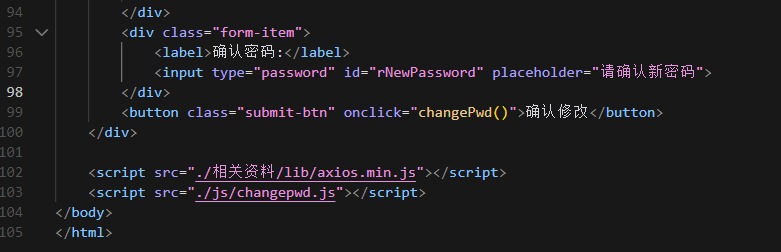 94 </div>
95 <div class="form-item">
96 <label>确认密码:</label>
97 <input type="password" id="rNewPassword" placeholder="请确认新密码">
98 </div>
99 <button class="submit-btn" onclick="changePwd()">确认修改</button>
100 </div>
101
102 <script src="./相关资料/lib/axios.min.js"></script>
103 <script src="./js/changepwd.js"></script>
104 </body>
105 </html>